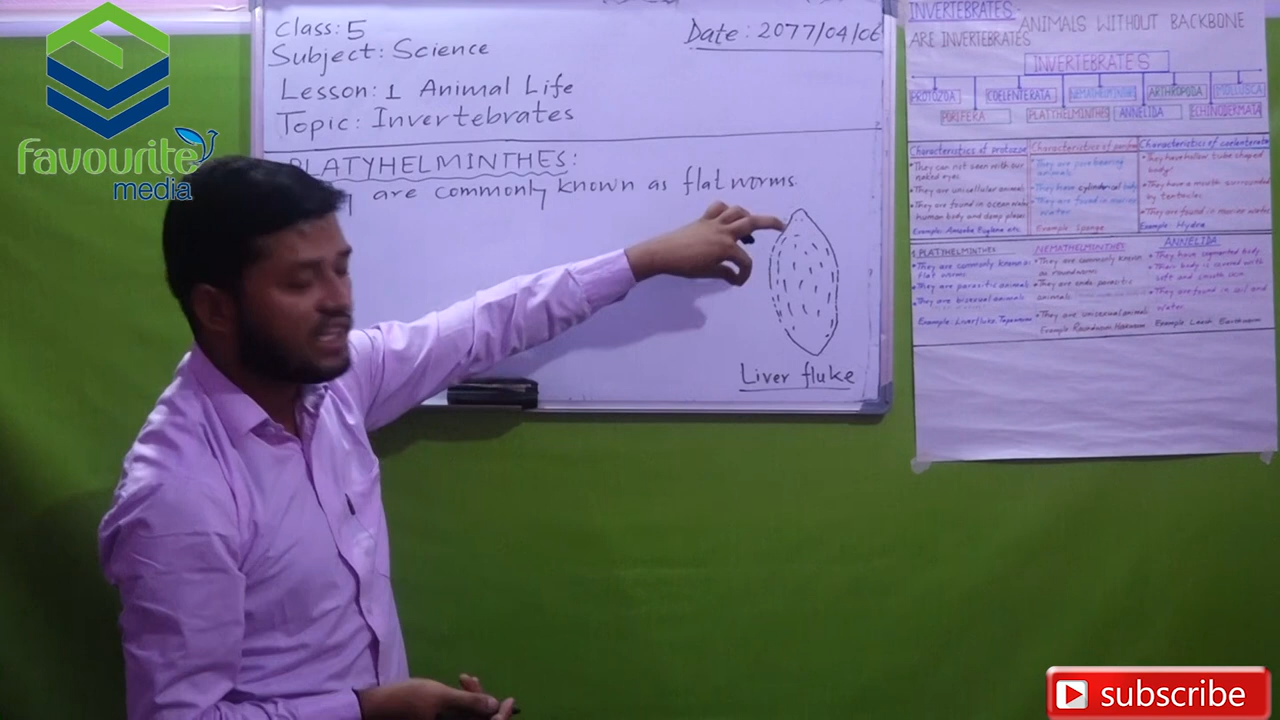 favourite
media
Class: 5
Subject: Science
Date: 2077/04/06
Lesson: 1 Animal Life
Topic: Invertebrates
PLATYHELMINTHES:
are commonly known as flatworms.
Liver fluke
INVERTEBRATES:- ANIMALS WITHOUT BACKBONE
ARE INVERTEBRATES
INVERTEBRATES
PROTOZOA
COELENTERATA
NEMATHELMINTHES
ARTHROPODA
MOLLUSCA
PORIFERA
PLATYHELMINTHES
ANNELIDA
ECHINODERMATA
Characteristics of protozoa
They can not seen with our
naked eyes
They are unicellular animals
They are found in ocean water
human body and damp places
Example: Amoeba Euglena etc.
Characteristics of porifera
They are pore bearing
animals
They have cylinderical body
They are found in marine
water
Example: Sponge
Characteristics of coelenterata
They have hollow tube shaped
body
They have a mouth surrounded
by tentacles
They are found in marine water
Example: Hydra
PLATYHELMINTHES
They are commonly known as
flat worms
They are parasitic animals
They are bisexual animals
Example: Liverfluke, Tapeworm
NEMATHELMINTHES
They are commonly known
as roundworms
They are endo parasitic
animals
They are unisexual animals
Example: Roundworm Hookworm
ANNELIDA
They have segmented body
Their body is covered with
soft and smooth skin
They are found in soil and
water
Example: Leech Earthworm
subscribe